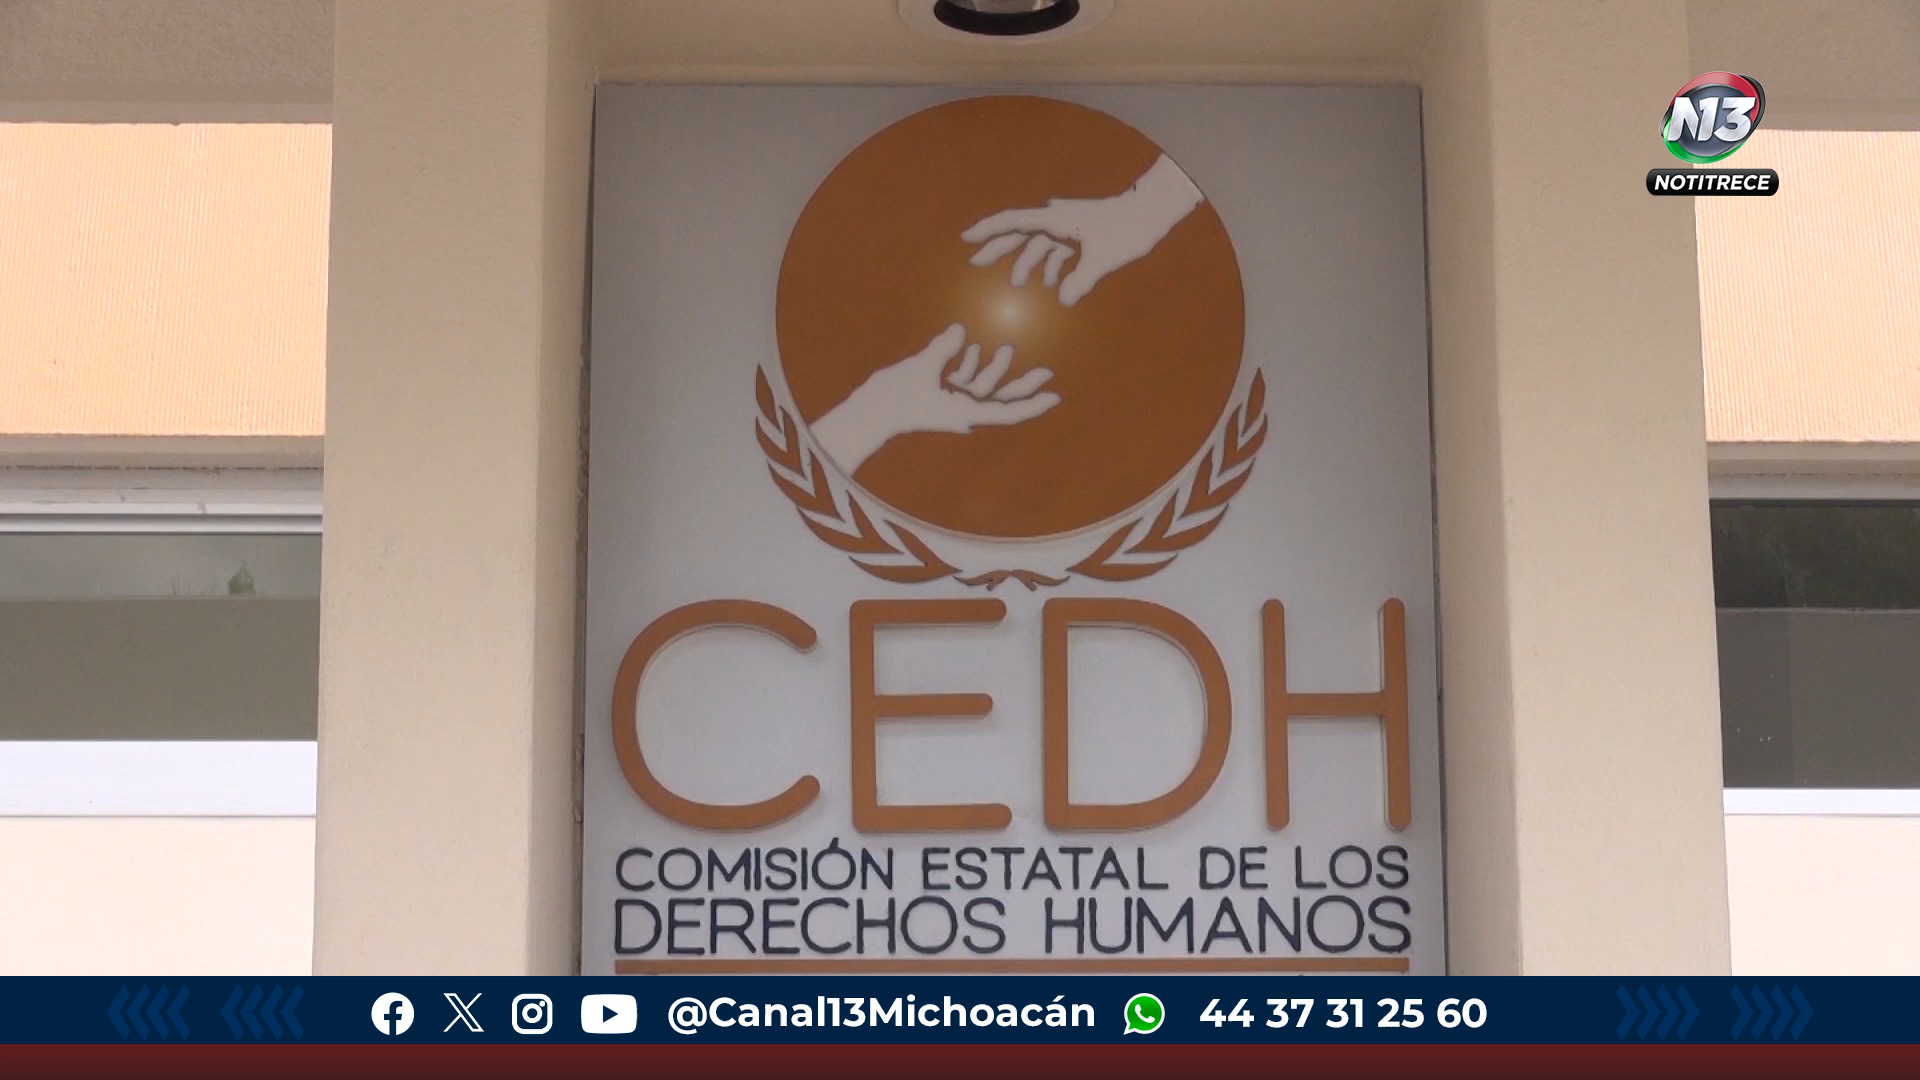 N13
NOTITRECE
CEDH
COMISIÓN ESTATAL DE LOS
DERECHOS HUMANOS
@Canal13Michoacán 44 37 31 25 60